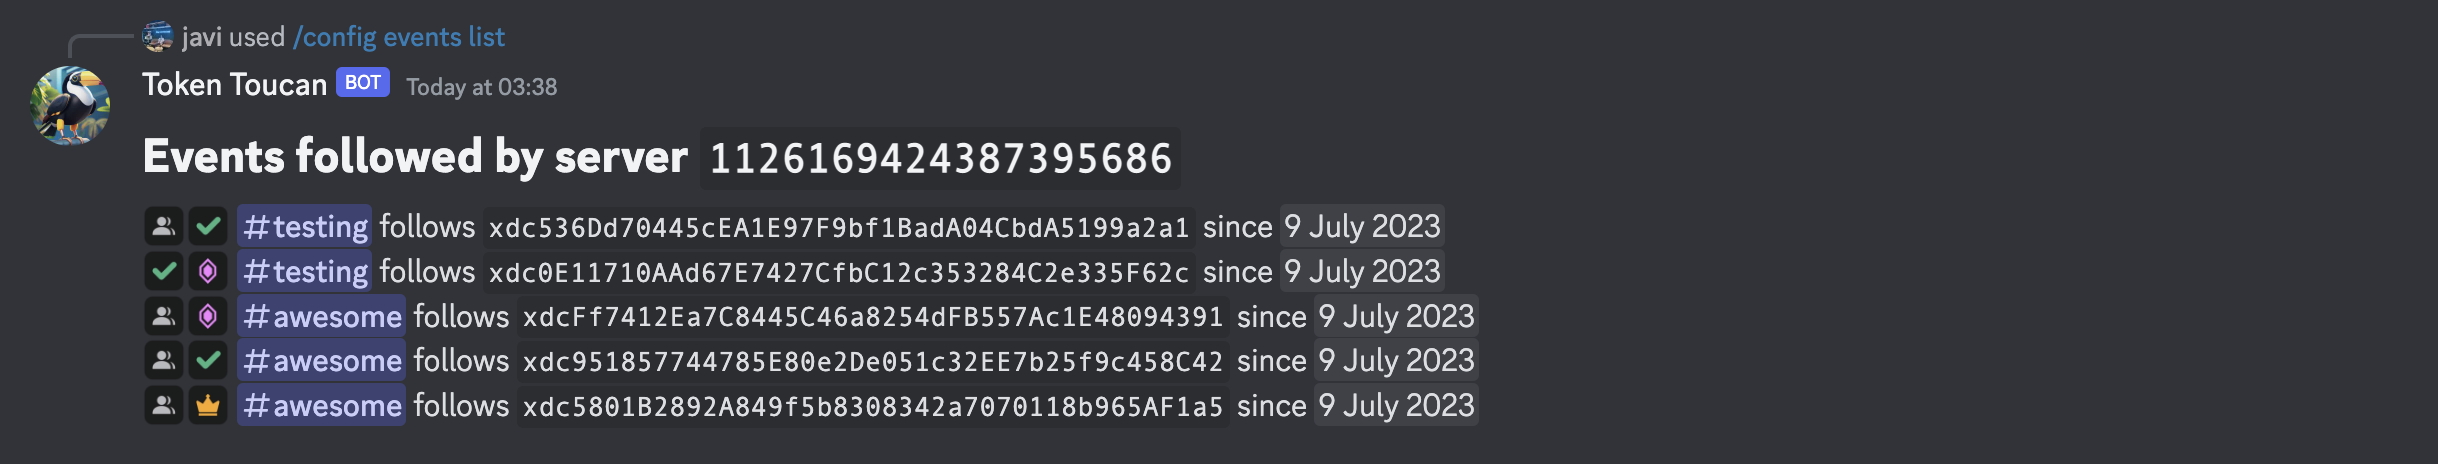 javi used /config events list
Token Toucan BOT Today at 03:38
Events followed by server 1126169424387395686
#testing follows xdc536Dd70445cEA1E97F9bf1BadA04CbdA5199a2a1 since 9 July 2023
#testing follows xdc0E11710AAd67E7427CfbC12c353284C2e335F62c since 9 July 2023
#awesome follows xdcFf7412Ea7C8445C46a8254dFB557Ac1E48094391 since 9 July 2023
#awesome follows xdc951857744785E80e2De051c32EE7b25f9c458C42 since 9 July 2023
#awesome follows xdc5801B2892A849f5b8308342a7070118b965AF1a5 since 9 July 2023